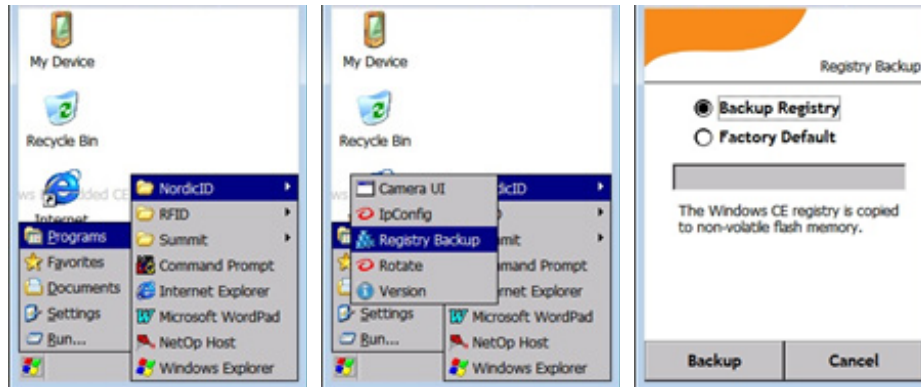 My Device
Recycle Bin
Internet
Programs
Favorites
Documents
Settings
Run...
NordicID
RFID
Summit
Command Prompt
Internet Explorer
Microsoft WordPad
NetOp Host
Windows Explorer
My Device
Recycle Bin
Camera UI
IpConfig
Registry Backup
Rotate
Version
Settings
Run...
Microsoft WordPad
NetOp Host
Windows Explorer
Registry Backup
Backup Registry
Factory Default
The Windows CE registry is copied
to non-volatile flash memory.
Backup
Cancel